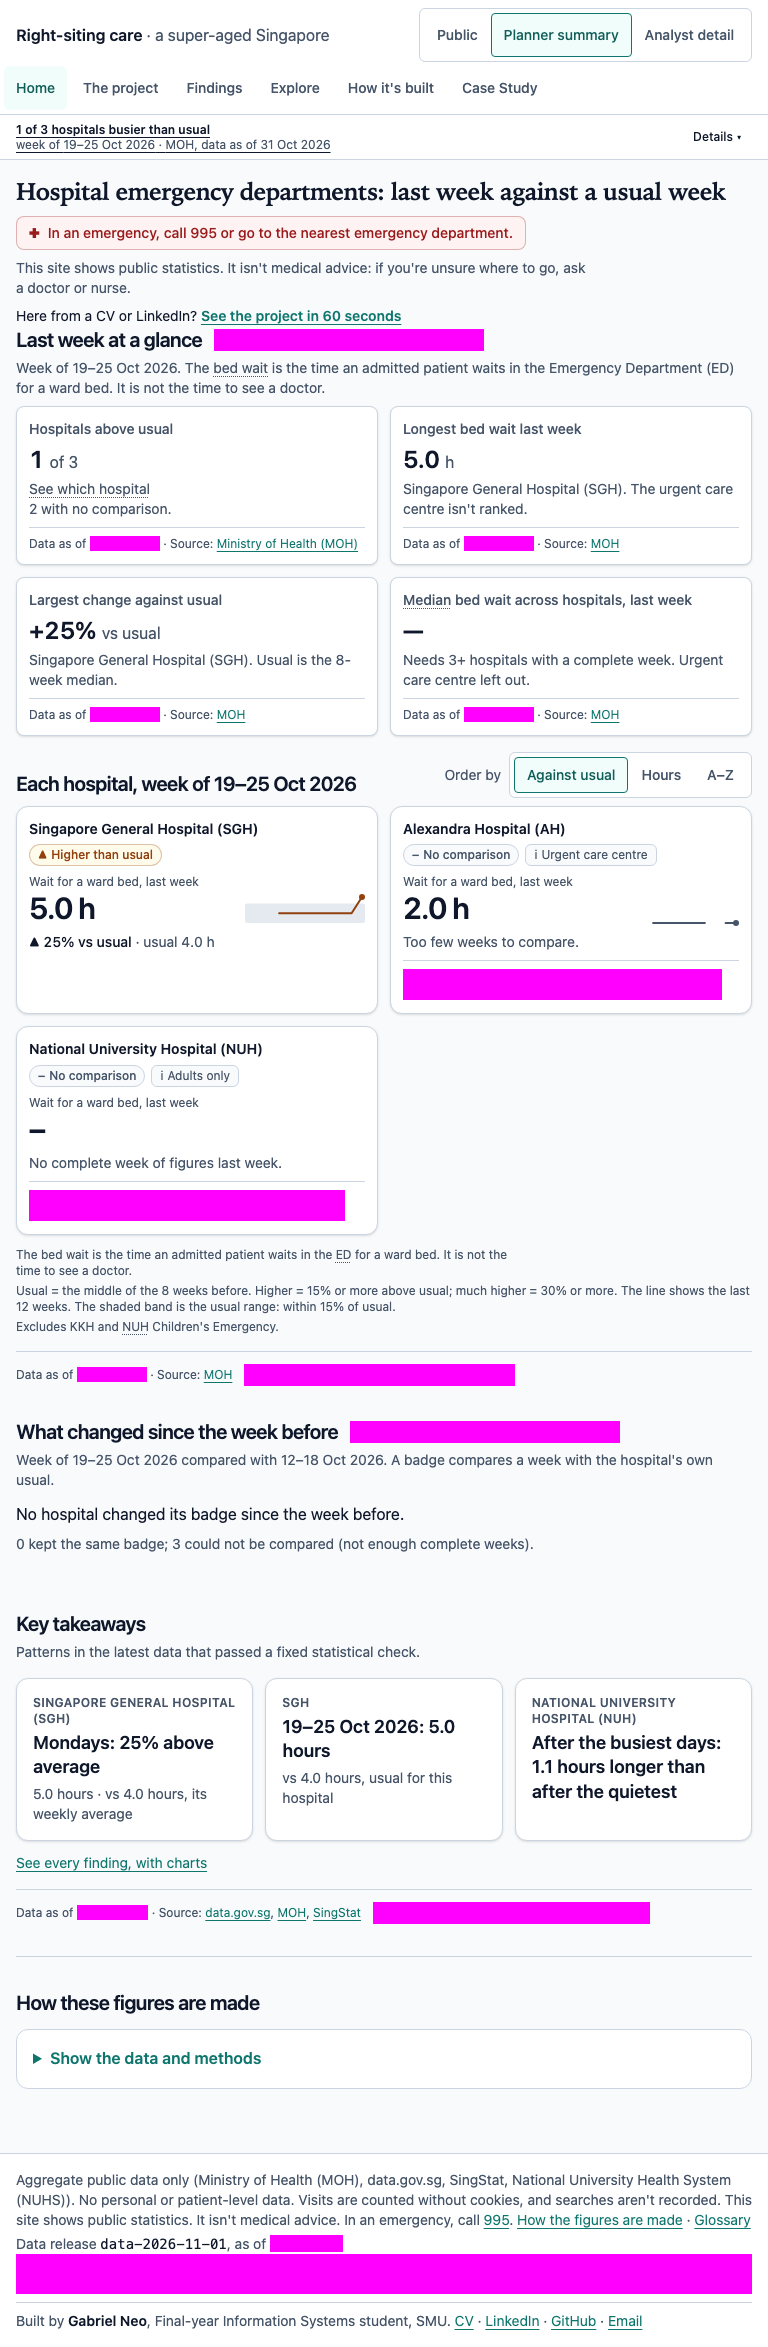 Right-siting care · a super-aged Singapore
Public
Planner summary
Analyst detail
Home
The project
Findings
Explore
How it's built
Case Study
1 of 3 hospitals busier than usual
week of 19–25 Oct 2026 · MOH, data as of 31 Oct 2026
Details ▾
Hospital emergency departments: last week against a usual week
✚ In an emergency, call 995 or go to the nearest emergency department.
This site shows public statistics. It isn't medical advice: if you're unsure where to go, ask
a doctor or nurse.
Here from a CV or LinkedIn? See the project in 60 seconds
Last week at a glance
Week of 19–25 Oct 2026. The bed wait is the time an admitted patient waits in the Emergency Department (ED)
for a ward bed. It is not the time to see a doctor.
Hospitals above usual
1 of 3
See which hospital
2 with no comparison.
Data as of · Source: Ministry of Health (MOH)
Longest bed wait last week
5.0 h
Singapore General Hospital (SGH). The urgent care
centre isn't ranked.
Data as of · Source: MOH
Largest change against usual
+25% vs usual
Singapore General Hospital (SGH). Usual is the 8-
week median.
Data as of · Source: MOH
Median bed wait across hospitals, last week
—
Needs 3+ hospitals with a complete week. Urgent
care centre left out.
Data as of · Source: MOH
Each hospital, week of 19–25 Oct 2026
Order by
Against usual
Hours
A–Z
Singapore General Hospital (SGH)
▲ Higher than usual
Wait for a ward bed, last week
5.0 h
▲ 25% vs usual · usual 4.0 h
Alexandra Hospital (AH)
– No comparison
i Urgent care centre
Wait for a ward bed, last week
2.0 h
Too few weeks to compare.
National University Hospital (NUH)
– No comparison
i Adults only
Wait for a ward bed, last week
–
No complete week of figures last week.
The bed wait is the time an admitted patient waits in the ED for a ward bed. It is not the
time to see a doctor.
Usual = the middle of the 8 weeks before. Higher = 15% or more above usual; much higher = 30% or more. The line shows the last
12 weeks. The shaded band is the usual range: within 15% of usual.
Excludes KKH and NUH Children's Emergency.
Data as of · Source: MOH
What changed since the week before
Week of 19–25 Oct 2026 compared with 12–18 Oct 2026. A badge compares a week with the hospital's own
usual.
No hospital changed its badge since the week before.
0 kept the same badge; 3 could not be compared (not enough complete weeks).
Key takeaways
Patterns in the latest data that passed a fixed statistical check.
SINGAPORE GENERAL HOSPITAL
(SGH)
Mondays: 25% above
average
5.0 hours · vs 4.0 hours, its
weekly average
SGH
19–25 Oct 2026: 5.0
hours
vs 4.0 hours, usual for this
hospital
NATIONAL UNIVERSITY
HOSPITAL (NUH)
After the busiest days:
1.1 hours longer than
after the quietest
See every finding, with charts
Data as of · Source: data.gov.sg, MOH, SingStat
How these figures are made
▶ Show the data and methods
Aggregate public data only (Ministry of Health (MOH), data.gov.sg, SingStat, National University Health System
(NUHS)). No personal or patient-level data. Visits are counted without cookies, and searches aren't recorded. This
site shows public statistics. It isn't medical advice. In an emergency, call 995. How the figures are made · Glossary
Data release data-2026-11-01, as of
Built by Gabriel Neo, Final-year Information Systems student, SMU. CV · LinkedIn · GitHub · Email